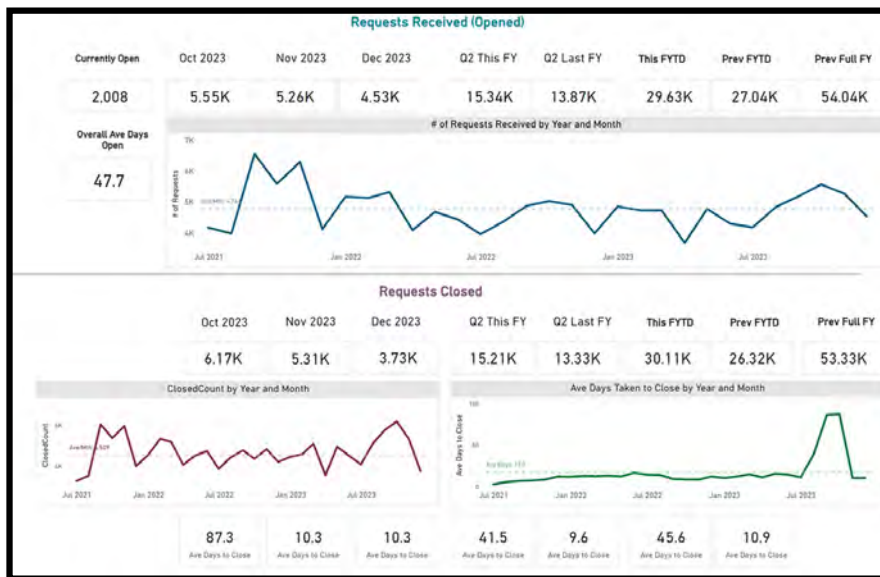 Requests Received (Opened)
Currently Open Oct 2023 Nov 2023 Dec 2023 Q2 This FY Q2 Last FY This FYTD Prev FYTD Prev Full FY
2,008 5.55K 5.26K 4.53K 15.34K 13.87K 29.63K 27.04K 54.04K
Overall Ave Days Open
47.7
# of Requests Received by Year and Month
# of Requests
7K
6K
5K
4K
Jul 2021 Jan 2022 Jul 2022 Jan 2023 Jul 2023
Requests Closed
Oct 2023 Nov 2023 Dec 2023 Q2 This FY Q2 Last FY This FYTD Prev FYTD Prev Full FY
6.17K 5.31K 3.73K 15.21K 13.33K 30.11K 26.32K 53.33K
ClosedCount by Year and Month
ClosedCount
6K
4K
Jul 2021 Jan 2022 Jul 2022 Jan 2023 Jul 2023
Ave Days Taken to Close by Year and Month
Ave Days to Close
100
50
0
Jul 2021 Jan 2022 Jul 2022 Jan 2023 Jul 2023
87.3 10.3 10.3 41.5 9.6 45.6 10.9
Ave Days to Close Ave Days to Close Ave Days to Close Ave Days to Close Ave Days to Close Ave Days to Close Ave Days to Close